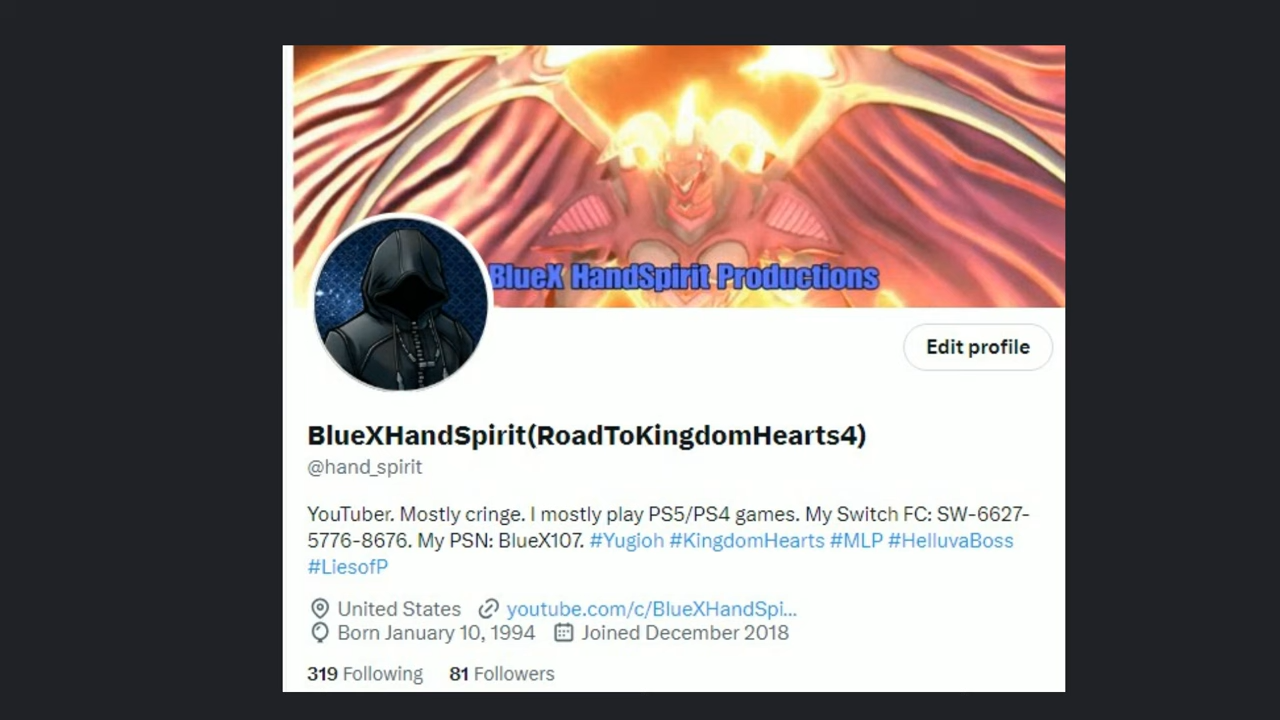 BlueX HandSpirit Productions
Edit profile
BlueXHandSpirit(RoadToKingdomHearts4)
@hand_spirit
YouTuber. Mostly cringe. I mostly play PS5/PS4 games. My Switch FC: SW-6627-
5776-8676. My PSN: BlueX107. #Yugioh #KingdomHearts #MLP #HelluvaBoss
#LiesofP
United States youtube.com/c/BlueXHandSpi...
Born January 10, 1994 Joined December 2018
319 Following 81 Followers